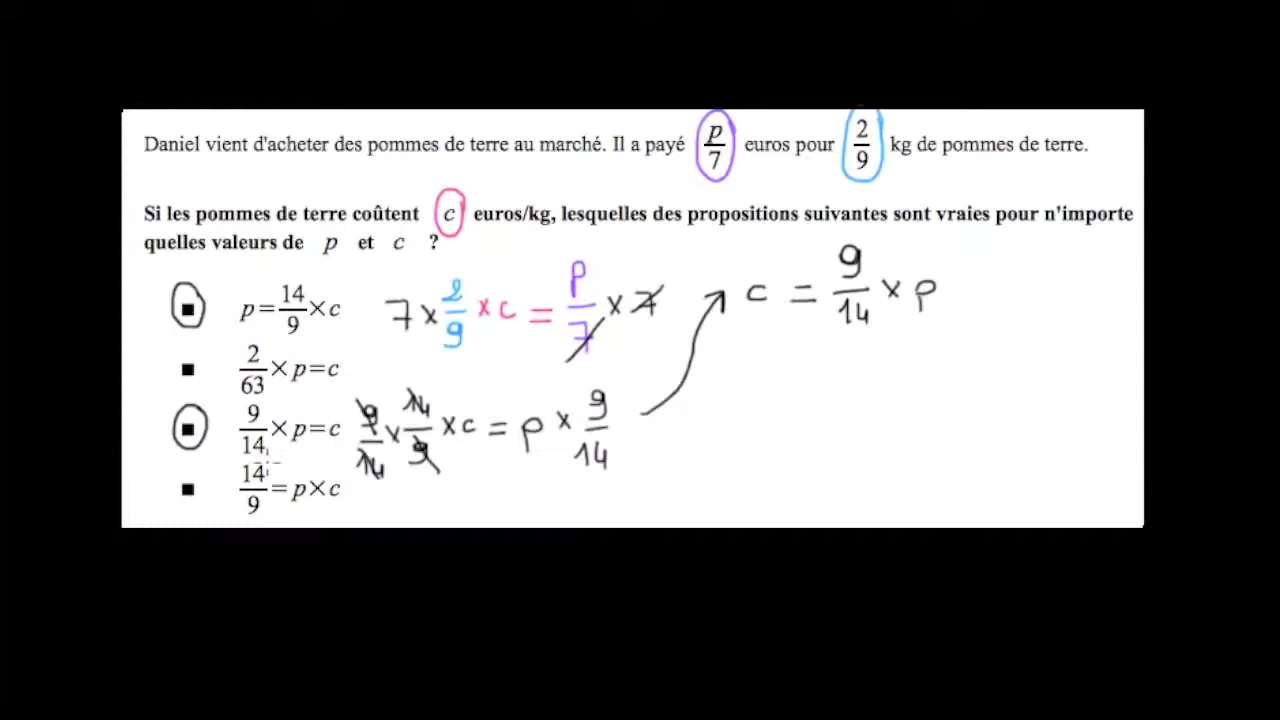 Daniel vient d'acheter des pommes de terre au marché. Il a payé p/7 euros pour 2/9 kg de pommes de terre.
Si les pommes de terre coûtent c euros/kg, lesquelles des propositions suivantes sont vraies pour n'importe
quelles valeurs de p et c ?
▪ p=14/9×c 7×2/9×c=p/7×7 c=9/14×p
▪ 2/63×p=c
▪ 9/14×p=c 9/14×14/9×c=p×9/14
▪ 14/9=p×c